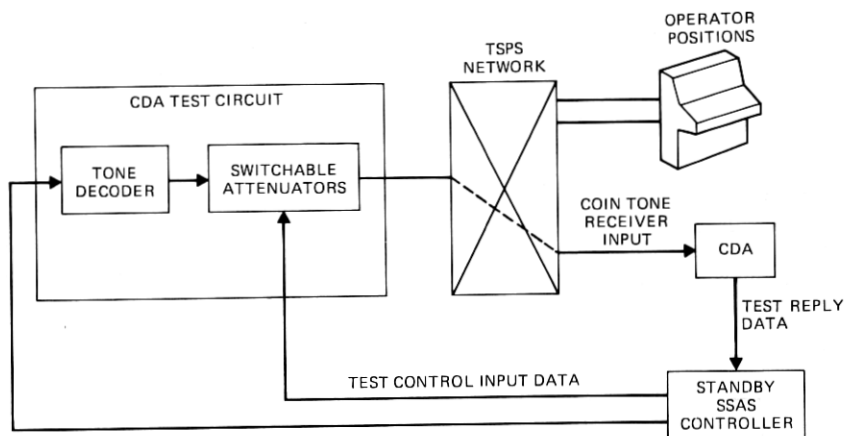 OPERATOR
POSITIONS
TSPS
NETWORK
CDA TEST CIRCUIT
TONE
DECODER
SWITCHABLE
ATTENUATORS
COIN TONE
RECEIVER
INPUT
CDA
TEST REPLY
DATA
TEST CONTROL INPUT DATA
STANDBY
SSAS
CONTROLLER